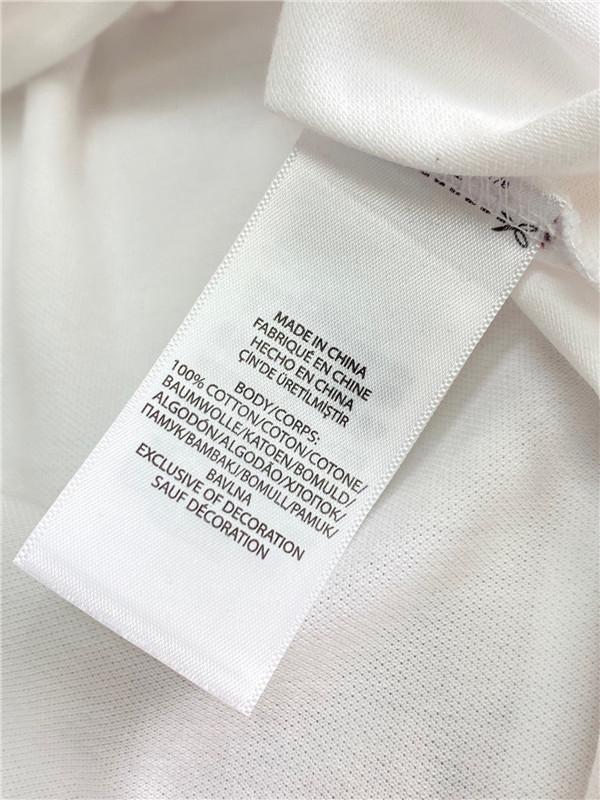 MADE IN CHINA
FABRIQUÉ EN CHINE
HECHO EN CHINA
ÇİN'DE ÜRETİLMİŞTİR
BODY/CORPS:
100% COTTON/COTON/COTONE/
BAUMWOLLE/KATOEN/BOMULD/
ALGODÓN/ALGODÃO/ХЛОПОК/
ПАМУК/ΒΑΜΒΑΚΙ/BOMULL/PAMUK/
BAVLNA
EXCLUSIVE OF DECORATION
SAUF DÉCORATION